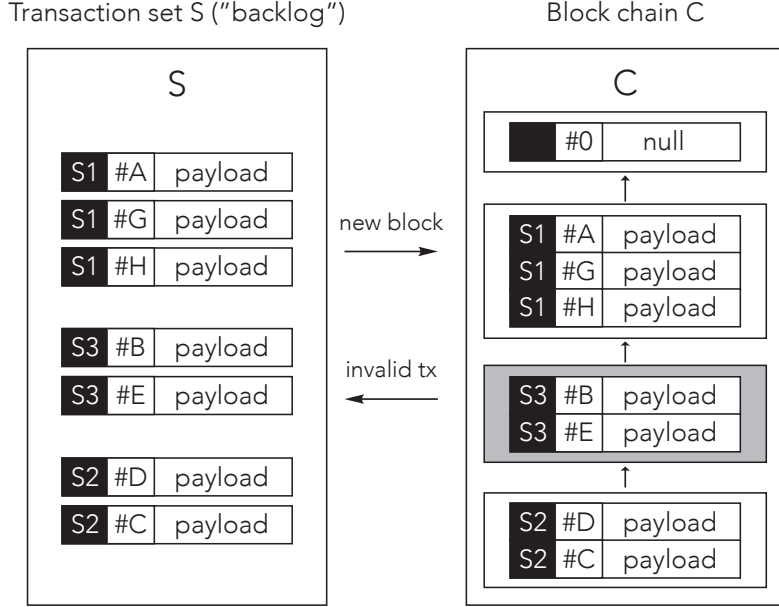 Transaction set S ("backlog")
S
S1 #A payload
S1 #G payload
S1 #H payload
S3 #B payload
S3 #E payload
S2 #D payload
S2 #C payload
new block
invalid tx
Block chain C
C
#0 null
S1 #A payload
S1 #G payload
S1 #H payload
S3 #B payload
S3 #E payload
S2 #D payload
S2 #C payload